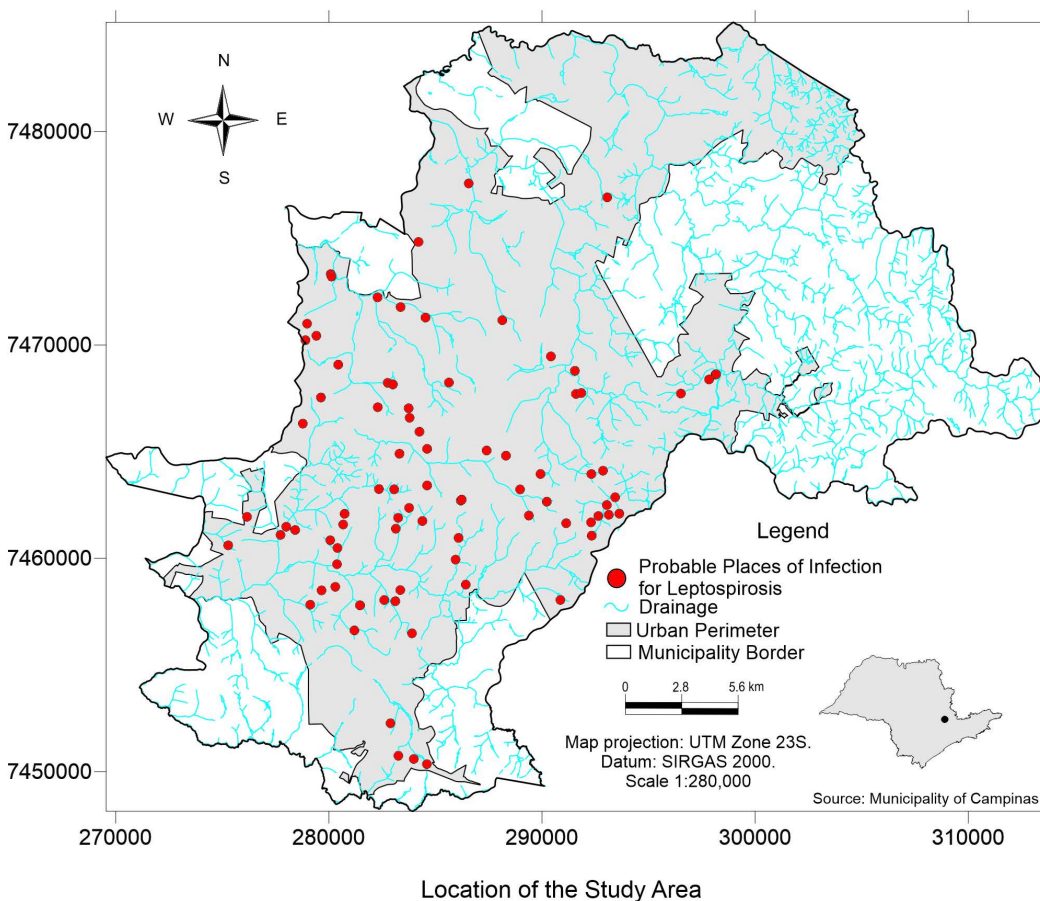 N
W E
S
7480000
7470000
7460000
7450000
Legend
Probable Places of Infection
for Leptospirosis
Drainage
Urban Perimeter
Municipality Border
0 2.8 5.6 km
Map projection: UTM Zone 23S.
Datum: SIRGAS 2000.
Scale 1:280,000
Source: Municipality of Campinas
270000 280000 290000 300000 310000
Location of the Study Area